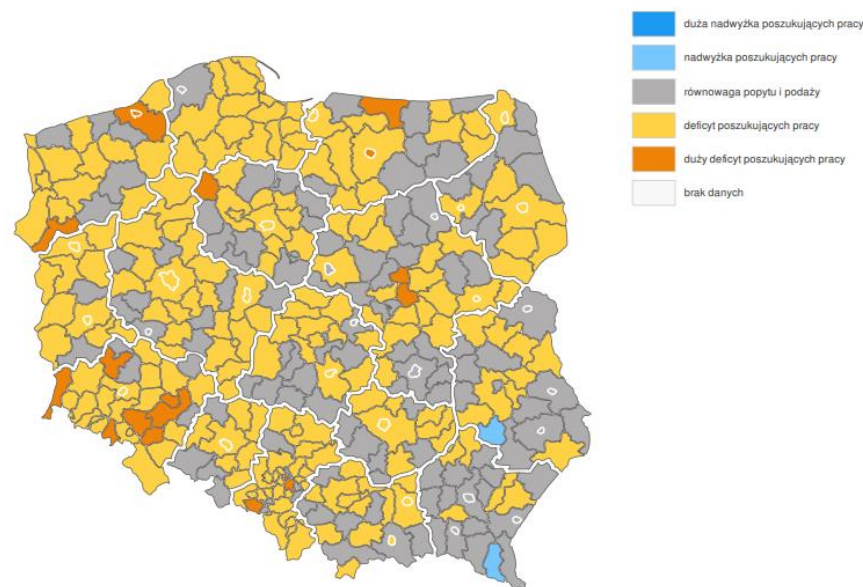 duża nadwyżka poszukujących pracy
nadwyżka poszukujących pracy
równowaga popytu i podaży
deficyt poszukujących pracy
duży deficyt poszukujących pracy
brak danych